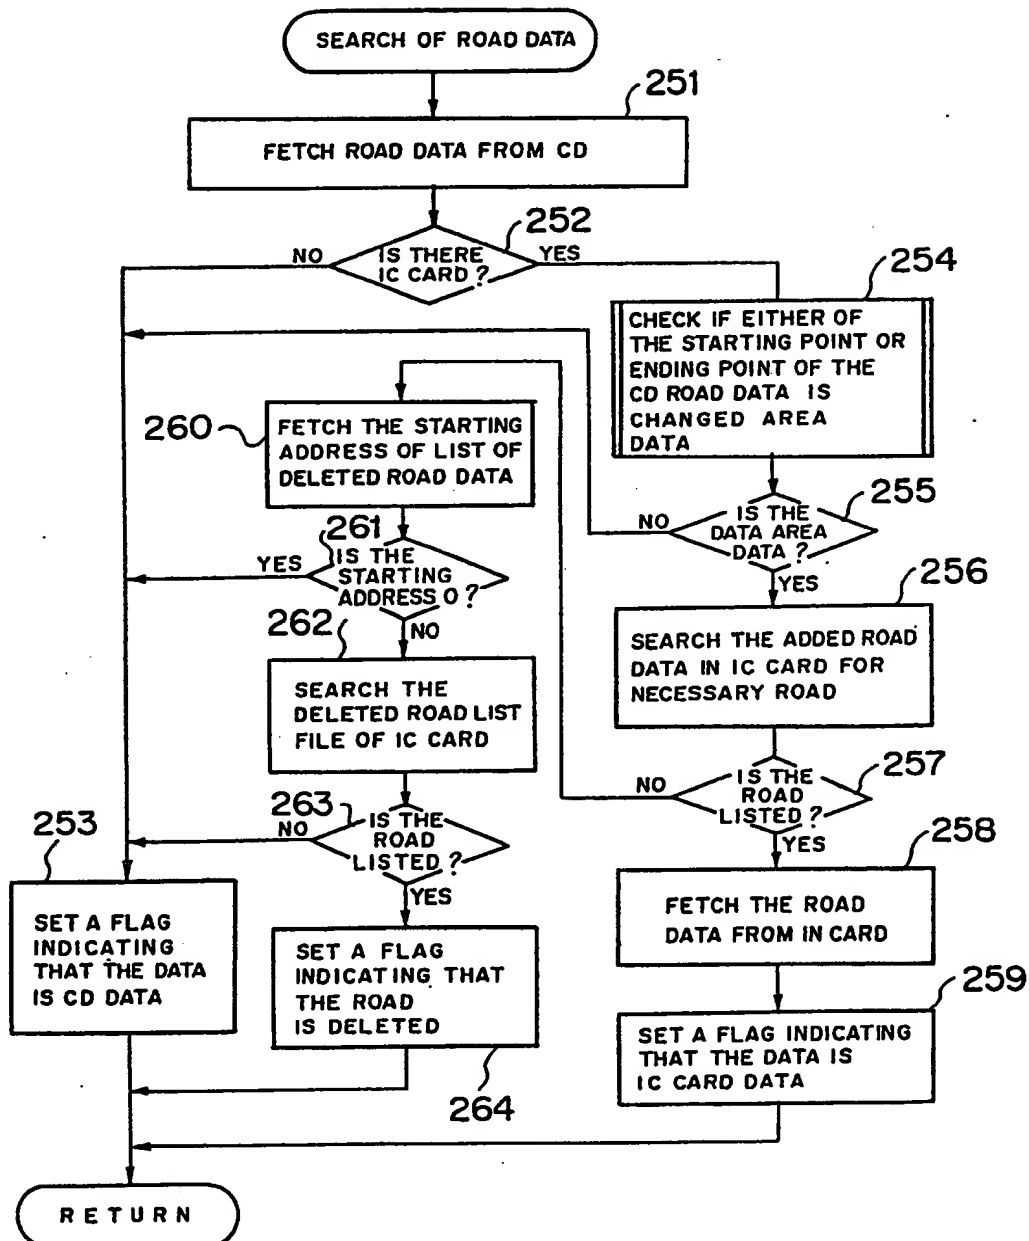 SEARCH OF ROAD DATA
251
FETCH ROAD DATA FROM CD
252
NO
IS THERE
IC CARD?
YES
254
CHECK IF EITHER OF
THE STARTING POINT OR
ENDING POINT OF THE
CD ROAD DATA IS
CHANGED AREA
DATA
260
FETCH THE STARTING
ADDRESS OF LIST OF
DELETED ROAD DATA
255
NO
IS THE
DATA AREA
DATA?
YES
261
YES
IS THE
STARTING
ADDRESS 0?
NO
256
SEARCH THE ADDED ROAD
DATA IN IC CARD FOR
NECESSARY ROAD
262
SEARCH THE
DELETED ROAD LIST
FILE OF IC CARD
257
NO
IS THE
ROAD
LISTED?
YES
263
NO
IS THE
ROAD
LISTED?
YES
253
SET A FLAG
INDICATING
THAT THE DATA
IS CD DATA
258
FETCH THE ROAD
DATA FROM IN CARD
SET A FLAG
INDICATING THAT
THE ROAD
IS DELETED
264
259
SET A FLAG INDICATING
THAT THE DATA IS
IC CARD DATA
RETURN